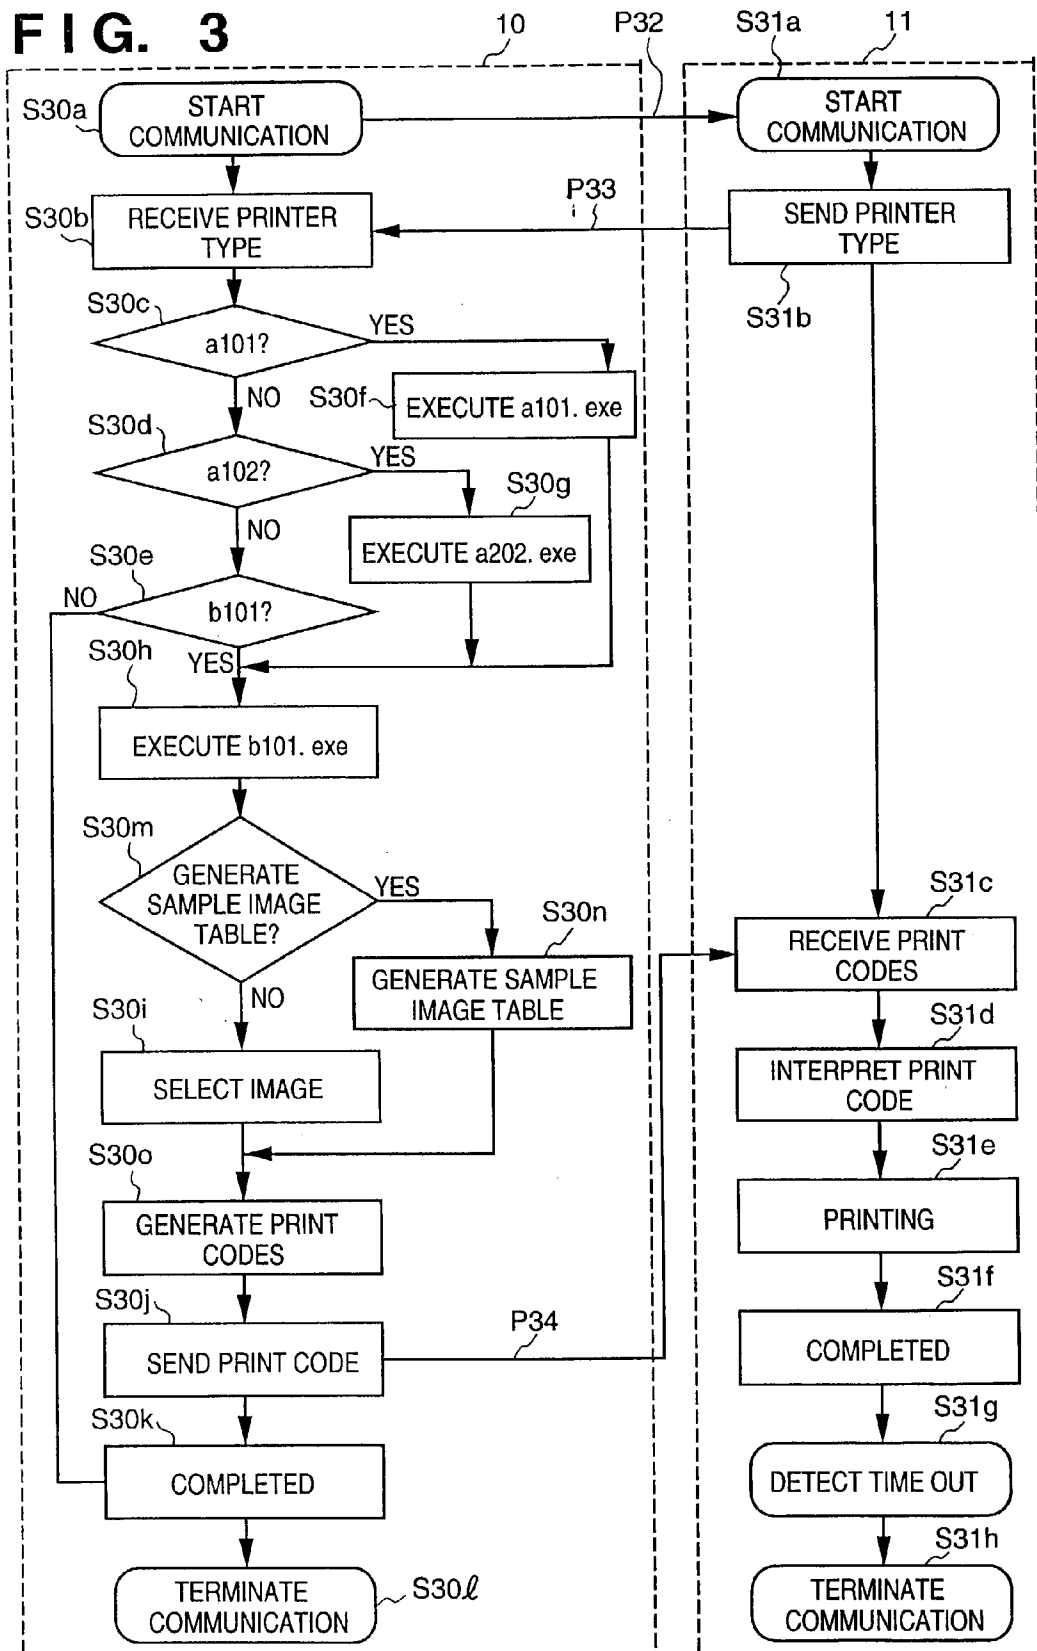 FIG. 3
10
P32
S31a
11
S30a
START
COMMUNICATION
START
COMMUNICATION
S30b
RECEIVE PRINTER
TYPE
P33
SEND PRINTER
TYPE
S31b
S30c
a101?
YES
NO
S30f
EXECUTE a101. exe
S30d
a102?
YES
NO
S30g
EXECUTE a202. exe
S30e
NO
b101?
YES
S30h
EXECUTE b101. exe
S30m
GENERATE
SAMPLE IMAGE
TABLE?
YES
NO
S30n
GENERATE SAMPLE
IMAGE TABLE
S31c
RECEIVE PRINT
CODES
S30i
SELECT IMAGE
S31d
INTERPRET PRINT
CODE
S30o
GENERATE PRINT
CODES
S31e
PRINTING
S30j
SEND PRINT CODE
P34
S31f
COMPLETED
S30k
COMPLETED
S31g
DETECT TIME OUT
TERMINATE
COMMUNICATION
S30ℓ
S31h
TERMINATE
COMMUNICATION